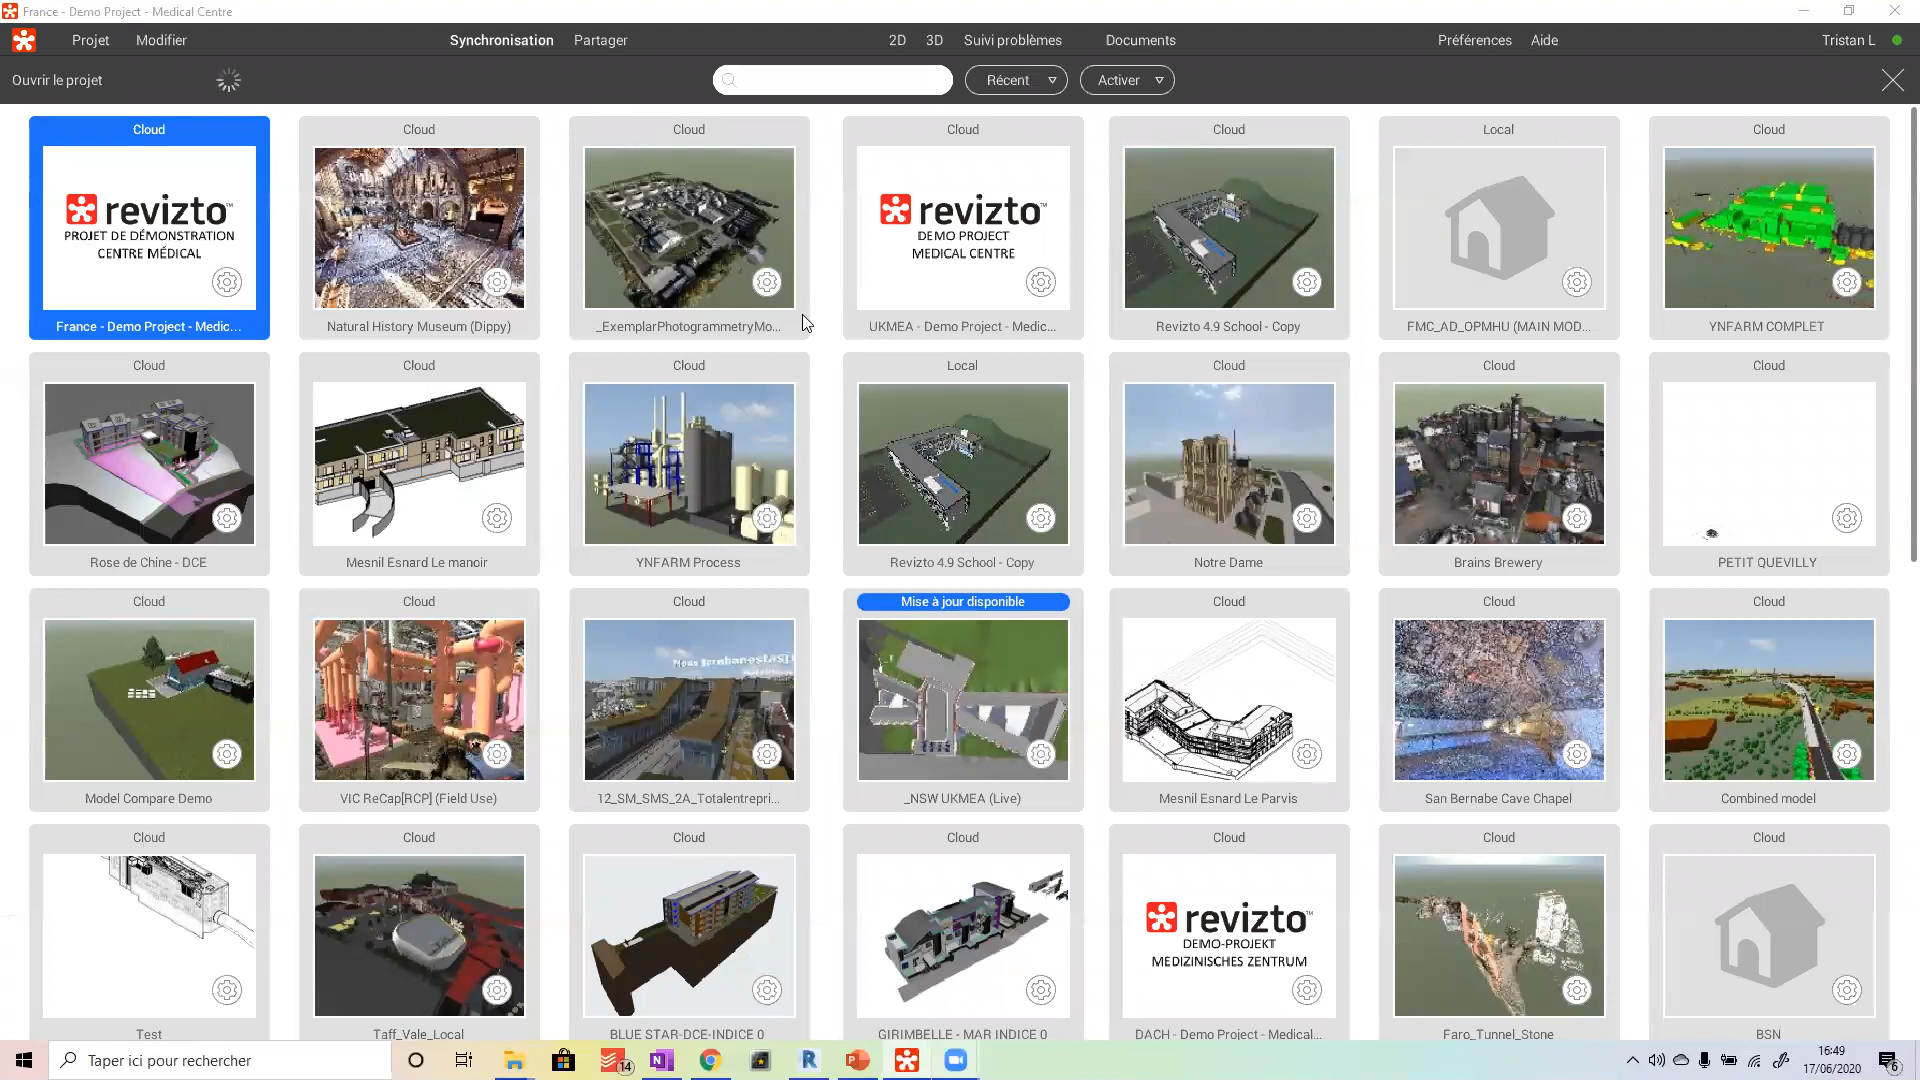 France - Demo Project - Medical Centre
Projet Modifier Synchronisation Partager 2D 3D Suivi problèmes Documents Préférences Aide Tristan L
Ouvrir le projet Récent Activer
Cloud Cloud Cloud Cloud Cloud Local Cloud
revizto™
PROJET DE DÉMONSTRATION
CENTRE MÉDICAL
revizto™
DEMO PROJECT
MEDICAL CENTRE
France - Demo Project - Medic... Natural History Museum (Dippy) _ExemplarPhotogrammetryMo... UKMEA - Demo Project - Medic... Revizto 4.9 School - Copy FMC_AD_OPMHU (MAIN MOD... YNFARM COMPLET
Cloud Cloud Cloud Local Cloud Cloud Cloud
Rose de Chine - DCE Mesnil Esnard Le manoir YNFARM Process Revizto 4.9 School - Copy Notre Dame Brains Brewery PETIT QUEVILLY
Cloud Cloud Cloud Mise à jour disponible Cloud Cloud Cloud
Model Compare Demo VIC ReCap[RCP] (Field Use) 12_SM_SMS_2A_Totalentrepri... _NSW UKMEA (Live) Mesnil Esnard Le Parvis San Bernabe Cave Chapel Combined model
Cloud Cloud Cloud Cloud Cloud Cloud Cloud
revizto™
DEMO-PROJEKT
MEDIZINISCHES ZENTRUM
Test Taff_Vale_Local BLUE STAR-DCE-INDICE 0 GIRIMBELLE - MAR INDICE 0 DACH - Demo Project - Medical... Faro_Tunnel_Stone BSN
Taper ici pour rechercher 14 16:49
17/06/2020 6